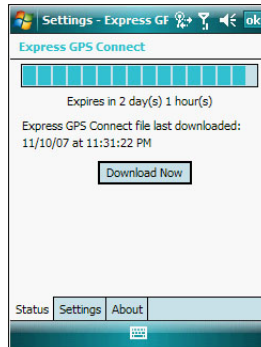 Settings - Express GF
ok
Express GPS Connect
Expires in 2 day(s) 1 hour(s)
Express GPS Connect file last downloaded:
11/10/07 at 11:31:22 PM
Download Now
Status Settings About